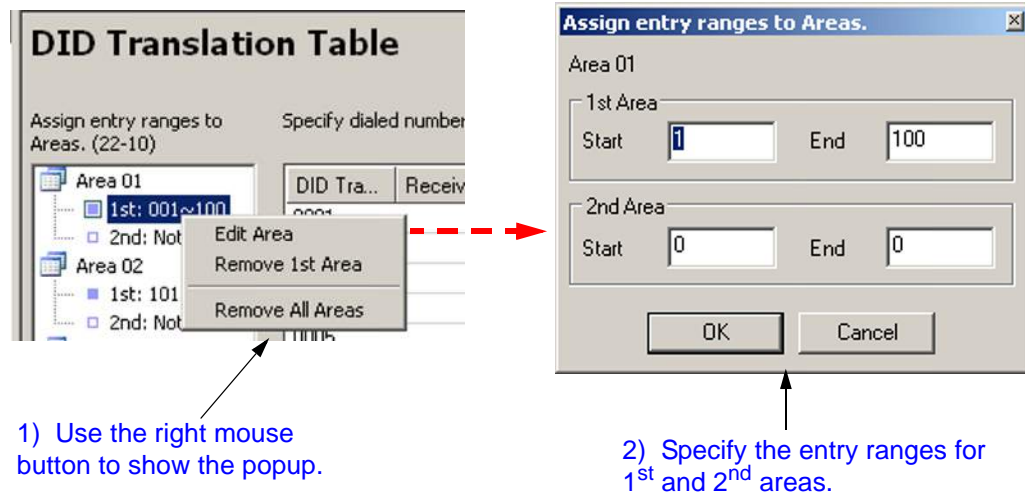 DID Translation Table
Assign entry ranges to
Areas. (22-10)
Specify dialed number
Area 01
1st: 001~100
2nd: Not
Area 02
1st: 101
2nd: Not
DID Tra... Receiv
0001
0005
Edit Area
Remove 1st Area
Remove All Areas
1) Use the right mouse
button to show the popup.
Assign entry ranges to Areas.
Area 01
1st Area
Start 1 End 100
2nd Area
Start 0 End 0
OK Cancel
2) Specify the entry ranges for
1st and 2nd areas.